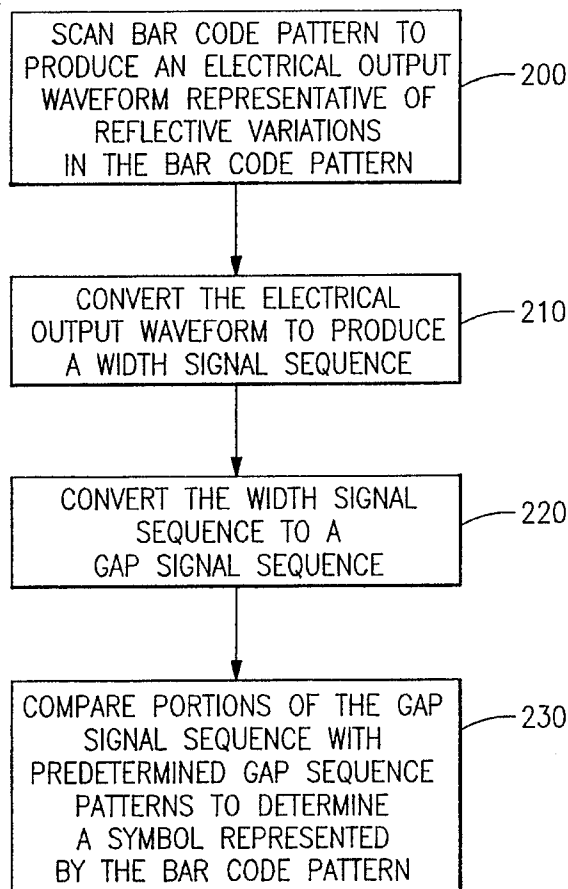 SCAN BAR CODE PATTERN TO
PRODUCE AN ELECTRICAL OUTPUT
WAVEFORM REPRESENTATIVE OF
REFLECTIVE VARIATIONS
IN THE BAR CODE PATTERN
200
CONVERT THE ELECTRICAL
OUTPUT WAVEFORM TO PRODUCE
A WIDTH SIGNAL SEQUENCE
210
CONVERT THE WIDTH SIGNAL
SEQUENCE TO A
GAP SIGNAL SEQUENCE
220
COMPARE PORTIONS OF THE GAP
SIGNAL SEQUENCE WITH
PREDETERMINED GAP SEQUENCE
PATTERNS TO DETERMINE
A SYMBOL REPRESENTED
BY THE BAR CODE PATTERN
230